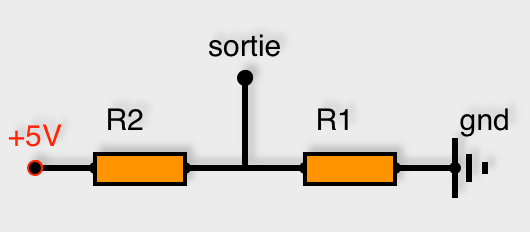 sortie
R2
R1
gnd
+5V